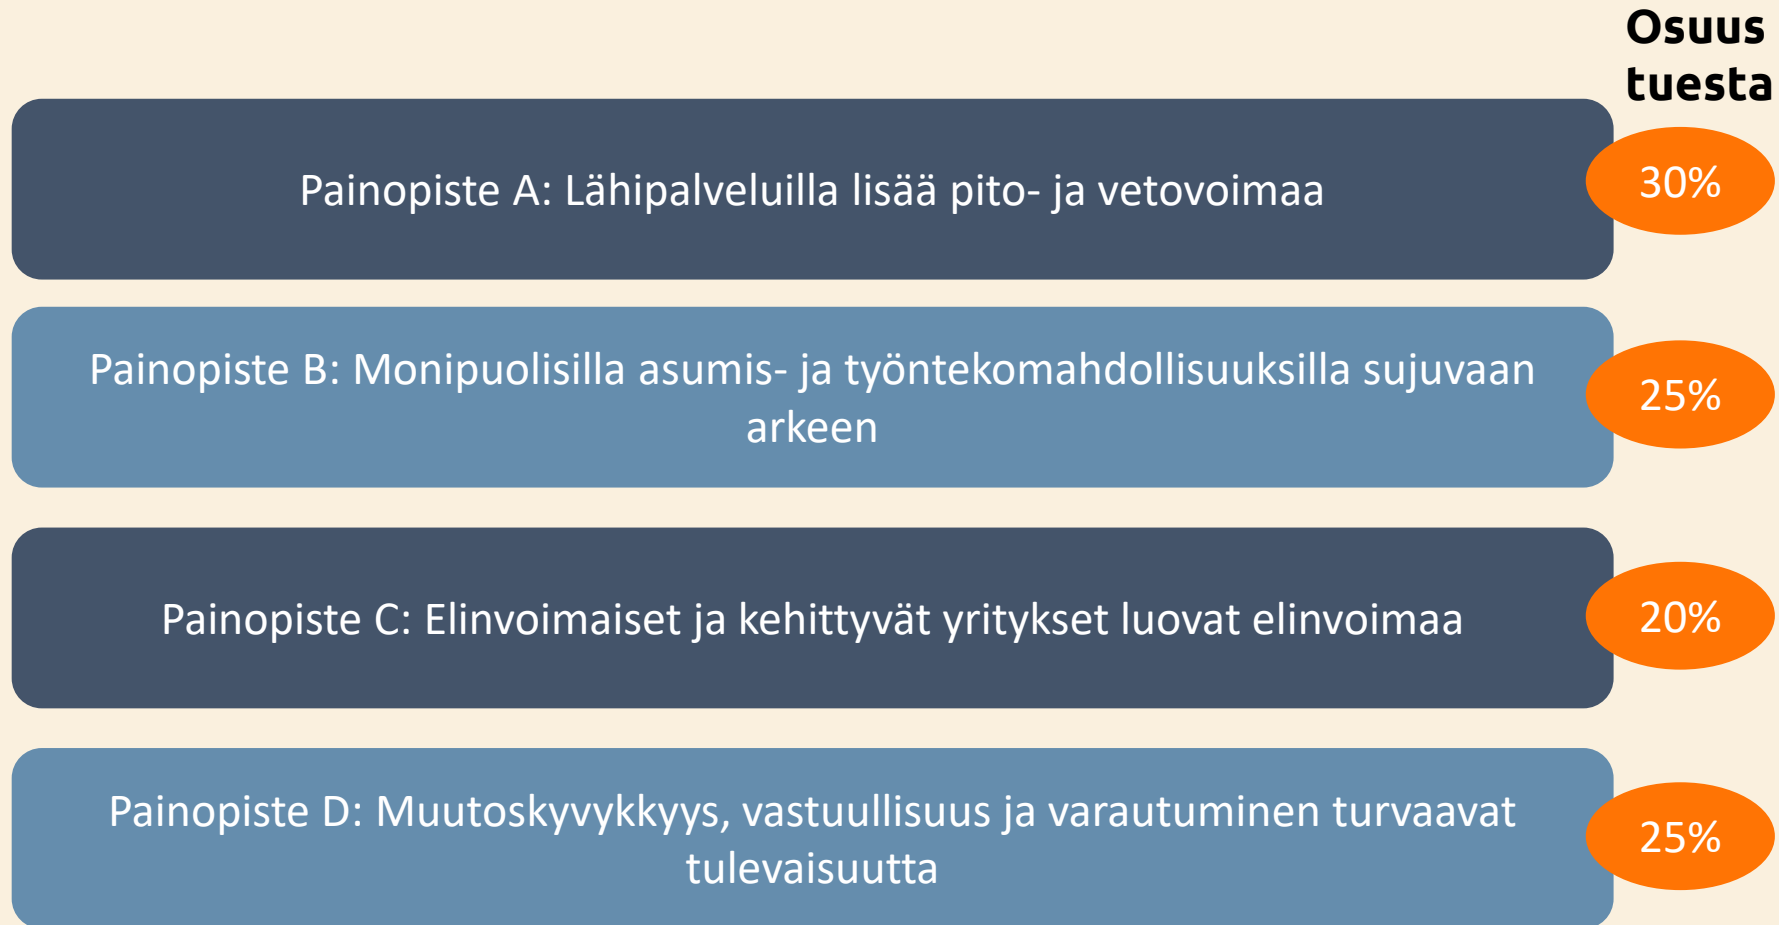 Osuus
tuesta
Painopiste A: Lähipalveluilla lisää pito- ja vetovoimaa
30%
Painopiste B: Monipuolisilla asumis- ja työntekomahdollisuuksilla sujuvaan
arkeen
25%
Painopiste C: Elinvoimaiset ja kehittyvät yritykset luovat elinvoimaa
20%
Painopiste D: Muutoskyvykkyys, vastuullisuus ja varautuminen turvaavat
tulevaisuutta
25%